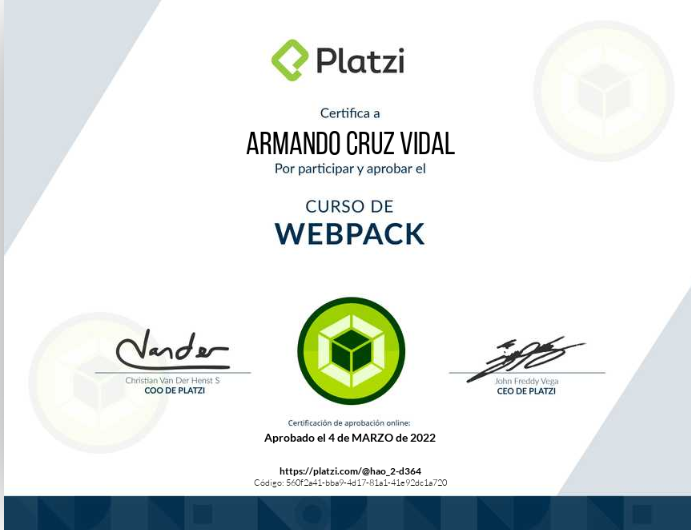 Platzi
Certifica a
ARMANDO CRUZ VIDAL
Por participar y aprobar el
CURSO DE
WEBPACK
Vander
Christian Van Der Henst S
COO DE PLATZI
John Freddy Vega
CEO DE PLATZI
Certificación de aprobación online:
Aprobado el 4 de MARZO de 2022
https://platzi.com/@hao_2-d364
Código: 560f2a41-bba9-4d17-81a1-41e92dc1a720